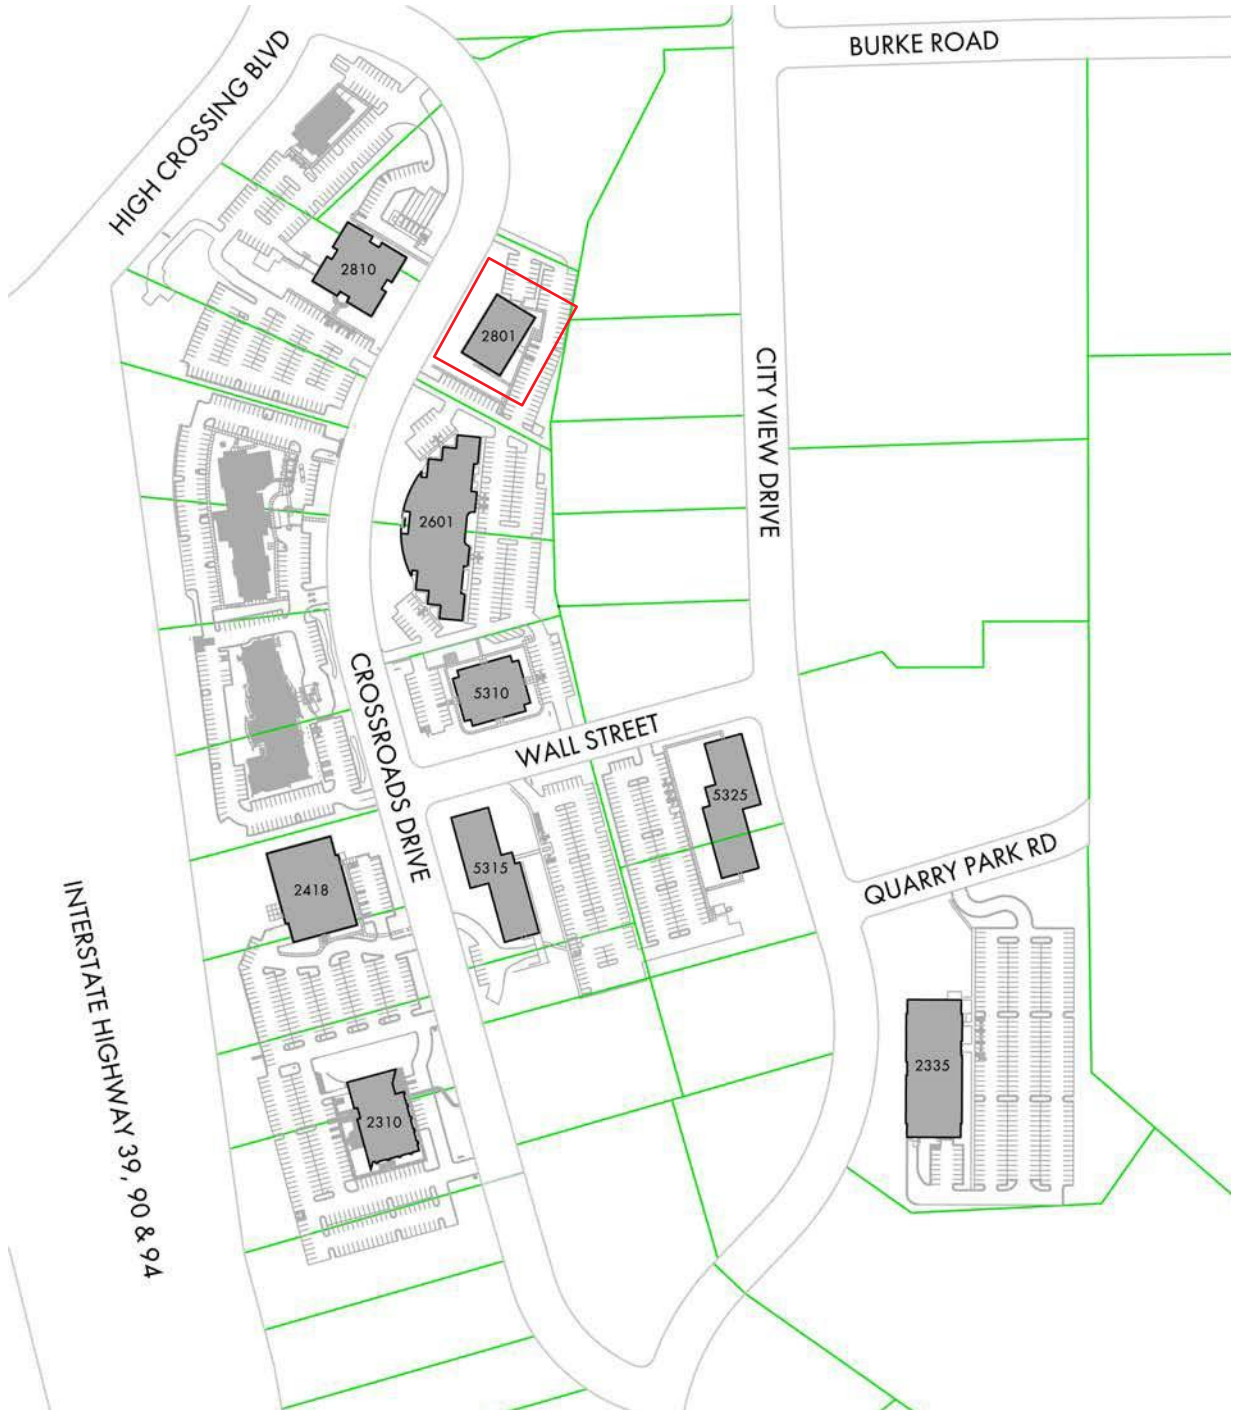 BURKE ROAD
HIGH CROSSING BLVD
2810
2801
CITY VIEW DRIVE
2601
5310
CROSSROADS DRIVE
WALL STREET
5325
5315
2418
QUARRY PARK RD
INTERSTATE HIGHWAY 39, 90 & 94
2335
2310